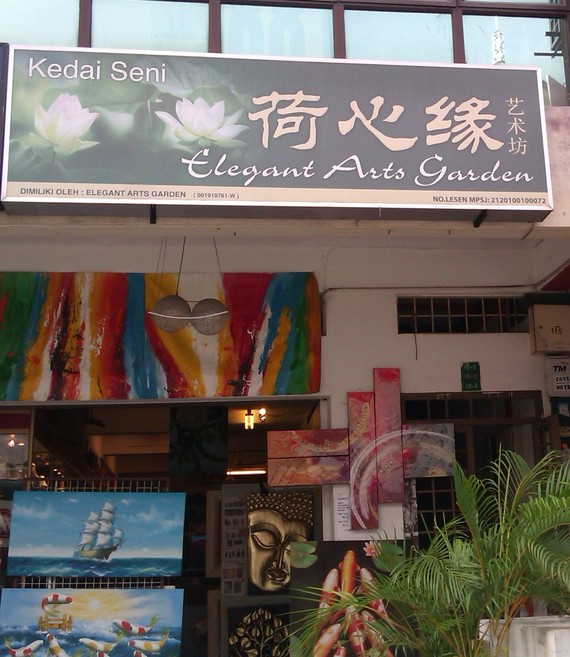 Kedai Seni
荷心缘
艺术坊
Elegant Arts Garden
DIMILIKI OLEH : ELEGANT ARTS GARDEN ( 001919761-W )
NO.LESEN MPSJ: 2120100100072
TM